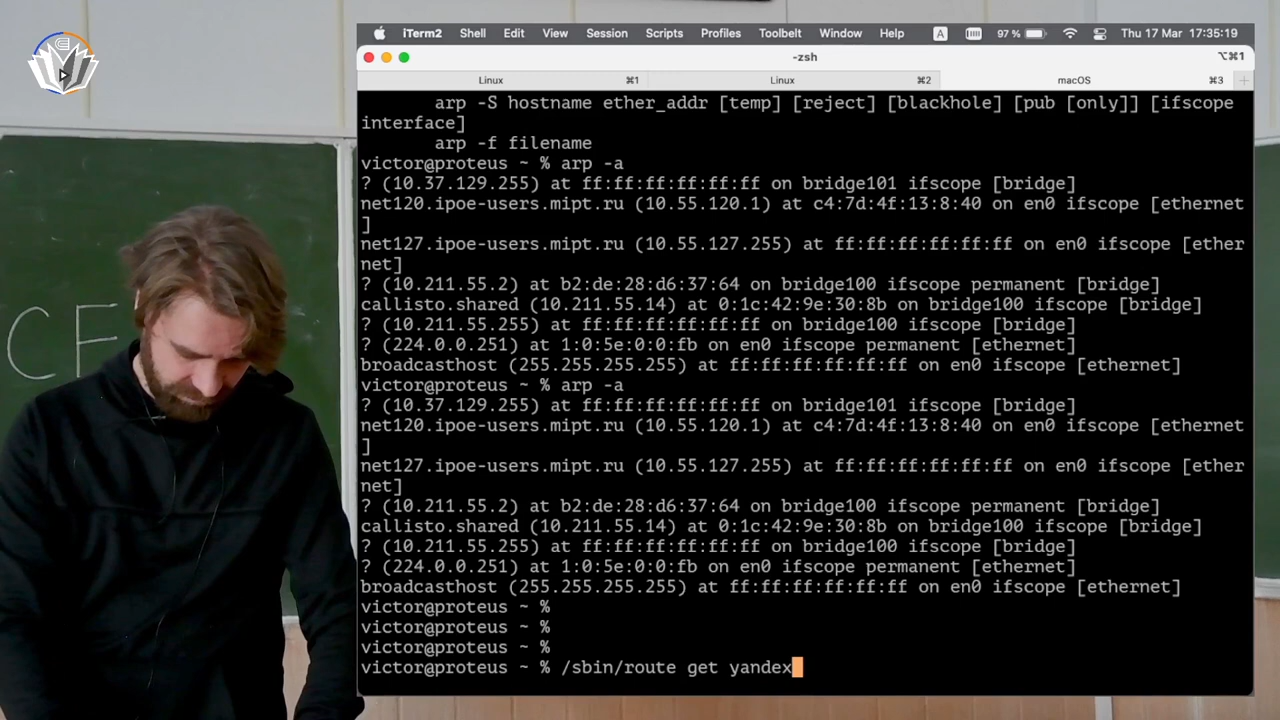 iTerm2 Shell Edit View Session Scripts Profiles Toolbelt Window Help A 97 % Thu 17 Mar 17:35:19
-zsh ⌥⌘1
Linux ⌘1 Linux ⌘2 macOS ⌘3
arp -S hostname ether_addr [temp] [reject] [blackhole] [pub [only]] [ifscope
interface]
arp -f filename
victor@proteus ~ % arp -a
? (10.37.129.255) at ff:ff:ff:ff:ff:ff on bridge101 ifscope [bridge]
net120.ipoe-users.mipt.ru (10.55.120.1) at c4:7d:4f:13:8:40 on en0 ifscope [ethernet
]
net127.ipoe-users.mipt.ru (10.55.127.255) at ff:ff:ff:ff:ff:ff on en0 ifscope [ether
net]
? (10.211.55.2) at b2:de:28:d6:37:64 on bridge100 ifscope permanent [bridge]
callisto.shared (10.211.55.14) at 0:1c:42:9e:30:8b on bridge100 ifscope [bridge]
? (10.211.55.255) at ff:ff:ff:ff:ff:ff on bridge100 ifscope [bridge]
? (224.0.0.251) at 1:0:5e:0:0:fb on en0 ifscope permanent [ethernet]
broadcasthost (255.255.255.255) at ff:ff:ff:ff:ff:ff on en0 ifscope [ethernet]
victor@proteus ~ % arp -a
? (10.37.129.255) at ff:ff:ff:ff:ff:ff on bridge101 ifscope [bridge]
net120.ipoe-users.mipt.ru (10.55.120.1) at c4:7d:4f:13:8:40 on en0 ifscope [ethernet
]
net127.ipoe-users.mipt.ru (10.55.127.255) at ff:ff:ff:ff:ff:ff on en0 ifscope [ether
net]
? (10.211.55.2) at b2:de:28:d6:37:64 on bridge100 ifscope permanent [bridge]
callisto.shared (10.211.55.14) at 0:1c:42:9e:30:8b on bridge100 ifscope [bridge]
? (10.211.55.255) at ff:ff:ff:ff:ff:ff on bridge100 ifscope [bridge]
? (224.0.0.251) at 1:0:5e:0:0:fb on en0 ifscope permanent [ethernet]
broadcasthost (255.255.255.255) at ff:ff:ff:ff:ff:ff on en0 ifscope [ethernet]
victor@proteus ~ %
victor@proteus ~ %
victor@proteus ~ %
victor@proteus ~ % /sbin/route get yandex